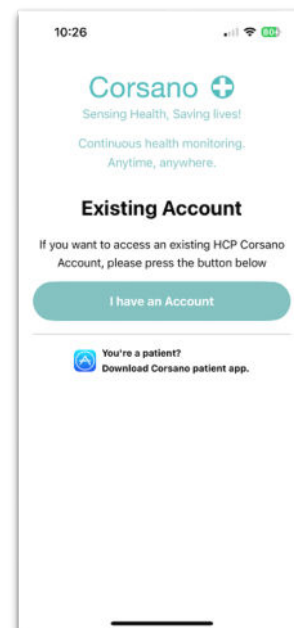 10:26
80
Corsano
Sensing Health, Saving lives!
Continuous health monitoring.
Anytime, anywhere.
Existing Account
If you want to access an existing HCP Corsano
Account, please press the button below
I have an Account
You're a patient?
Download Corsano patient app.